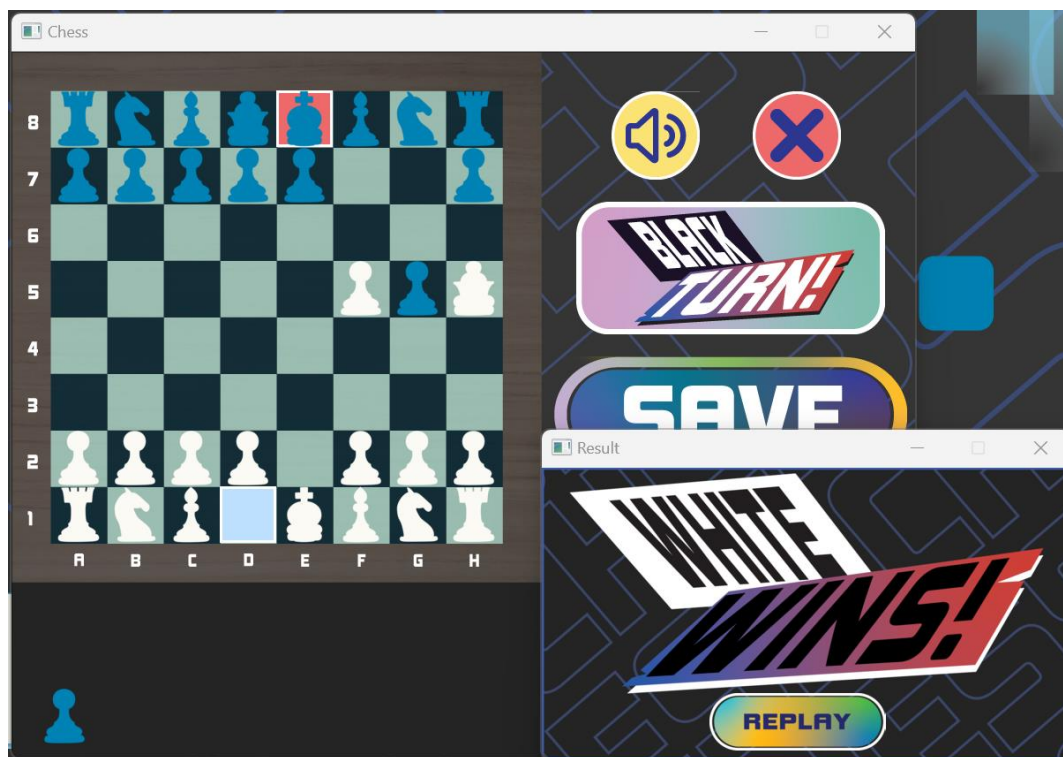 Chess
8
7
6
5
4
3
2
1
A B C D E F G H
BLACK
TURN!
SAVE
Result
WHITE
WINS!
REPLAY